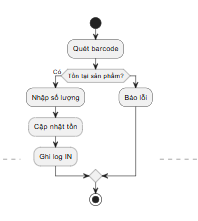 Quét barcode
Tồn tại sản phẩm?
Có
Nhập số lượng
Báo lỗi
Cập nhật tồn
Ghi log IN